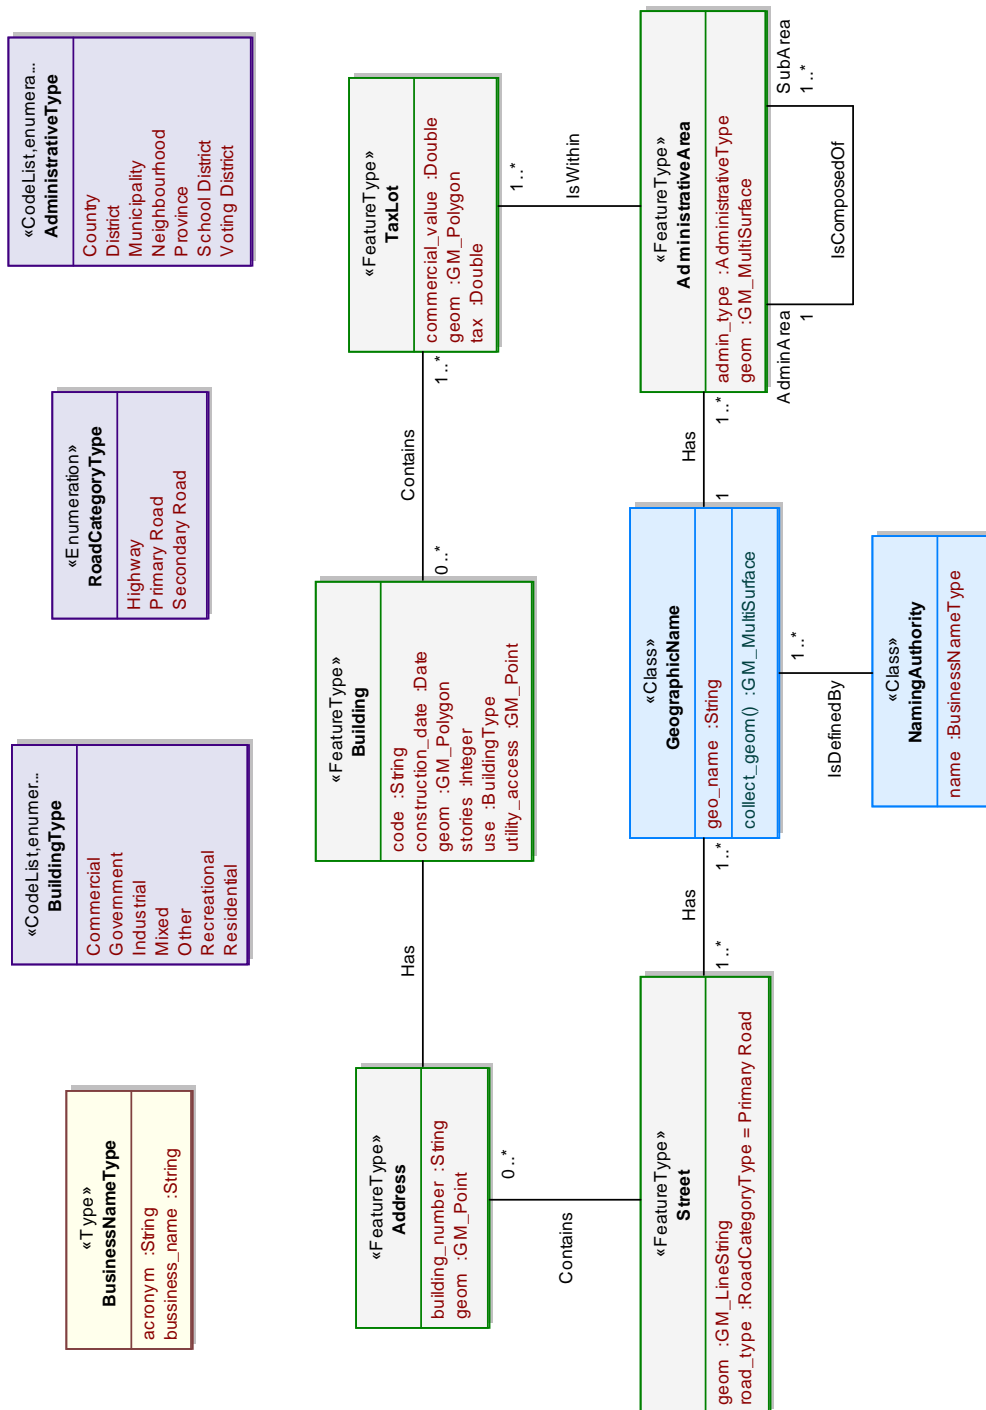 «Type»
BusinessNameType
acronym :String
bussiness_name :String
«CodeList,enumer...
BuildingType
Commercial
Government
Industrial
Mixed
Other
Recreational
Residential
«Enumeration»
RoadCategoryType
Highway
Primary Road
Secondary Road
«CodeList,enumera...
AdministrativeType
Country
District
Municipality
Neighbourhood
Province
School District
Voting District
«FeatureType»
Address
building_number :String
geom :GM_Point
Has
«FeatureType»
Building
code :String
construction_date :Date
geom :GM_Polygon
stories :Integer
use :BuildingType
utility_access :GM_Point
0..*
Contains
1..*
«FeatureType»
TaxLot
commercial_value :Double
geom :GM_Polygon
tax :Double
0..*
Contains
1..*
IsWithin
«FeatureType»
Street
geom :GM_LineString
road_type :RoadCategoryType = Primary Road
1..*
Has
1..*
«Class»
GeographicName
geo_name :String
collect_geom() :GM_MultiSurface
1
Has
1..*
«FeatureType»
AdministrativeArea
admin_type :AdministrativeType
geom :GM_MultiSurface
AdminArea
1
SubArea
1..*
IsComposedOf
1..*
IsDefinedBy
«Class»
NamingAuthority
name :BusinessNameType